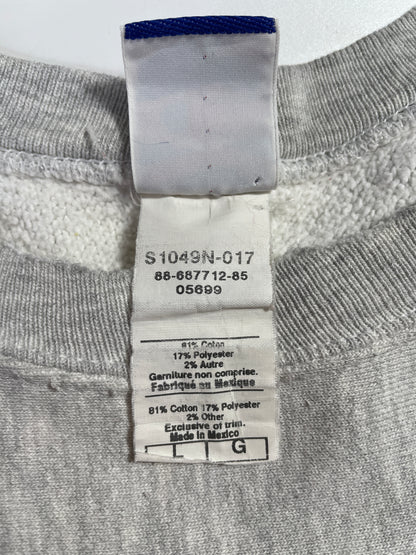 S1049N-017
88-687712-85
05699
81% Coton
17% Polyester
2% Autre
Garniture non comprise.
Fabriqué au Mexique
81% Cotton 17% Polyester
2% Other
Exclusive of trim.
Made in Mexico
L G